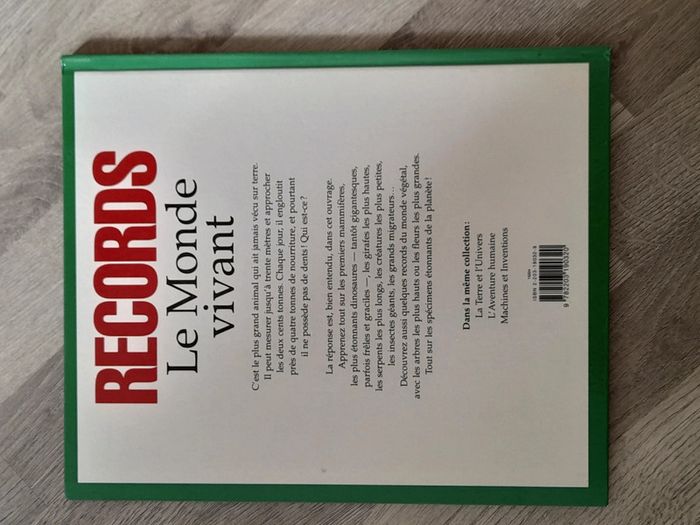 RECORDS
Le Monde
vivant
C'est le plus grand animal qui ait jamais vécu sur terre.
Il peut mesurer jusqu'à trente mètres et approcher
les deux cents tonnes. Chaque jour, il engloutit
près de quatre tonnes de nourriture, et pourtant
il ne possède pas de dents ! Qui est-ce ?
La réponse est, bien entendu, dans cet ouvrage.
Apprenez tout sur les premiers mammifères,
les plus étonnants dinosaures — tantôt gigantesques,
parfois frêles et graciles —, les girafes les plus hautes,
les serpents les plus longs, les créatures les plus petites,
les insectes géants, les grands migrateurs...
Découvrez aussi quelques records du monde végétal,
avec les arbres les plus hauts ou les fleurs les plus grandes.
Tout sur les spécimens étonnants de la planète !
Dans la même collection :
La Terre et l'Univers
L'Aventure humaine
Machines et Inventions